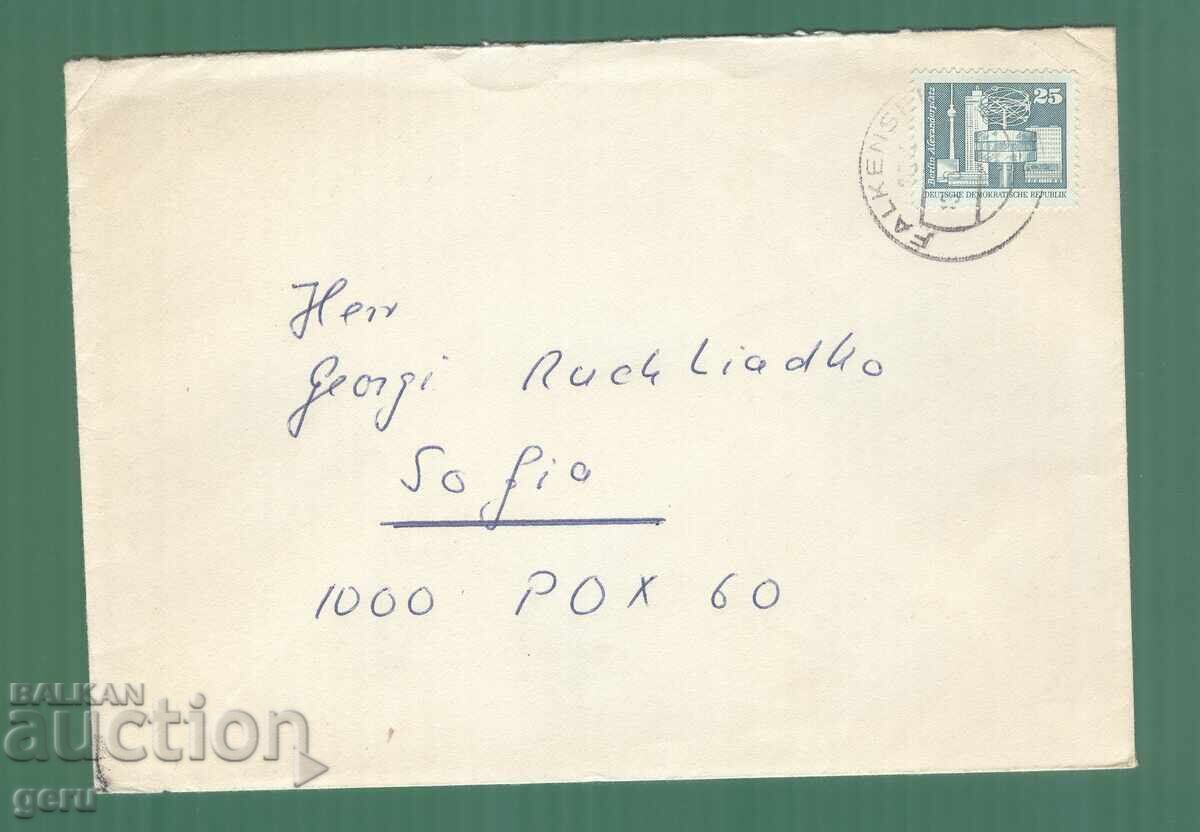 25
Berlin Alexanderplatz
DEUTSCHE DEMOKRATISCHE REPUBLIK
Herr
Georgi Ruchliadko
Sofia
1000 POX 60
BALKAN
auction
geru